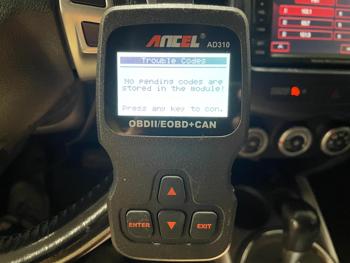 ANCEL
AD310
Trouble Codes
No pending codes are
stored in the module!
Press any key to con.
OBDII/EOBD+CAN
ENTER
EXIT